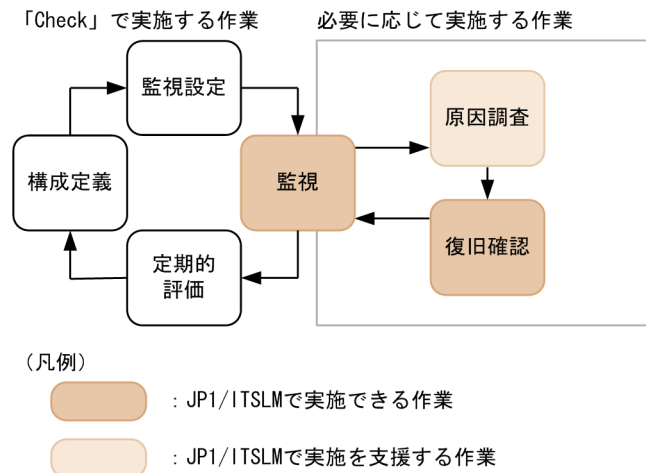 「Check」で実施する作業
必要に応じて実施する作業
監視設定
原因調査
構成定義
監視
復旧確認
定期的
評価
（凡例）
：JP1/ITSLMで実施できる作業
：JP1/ITSLMで実施を支援する作業